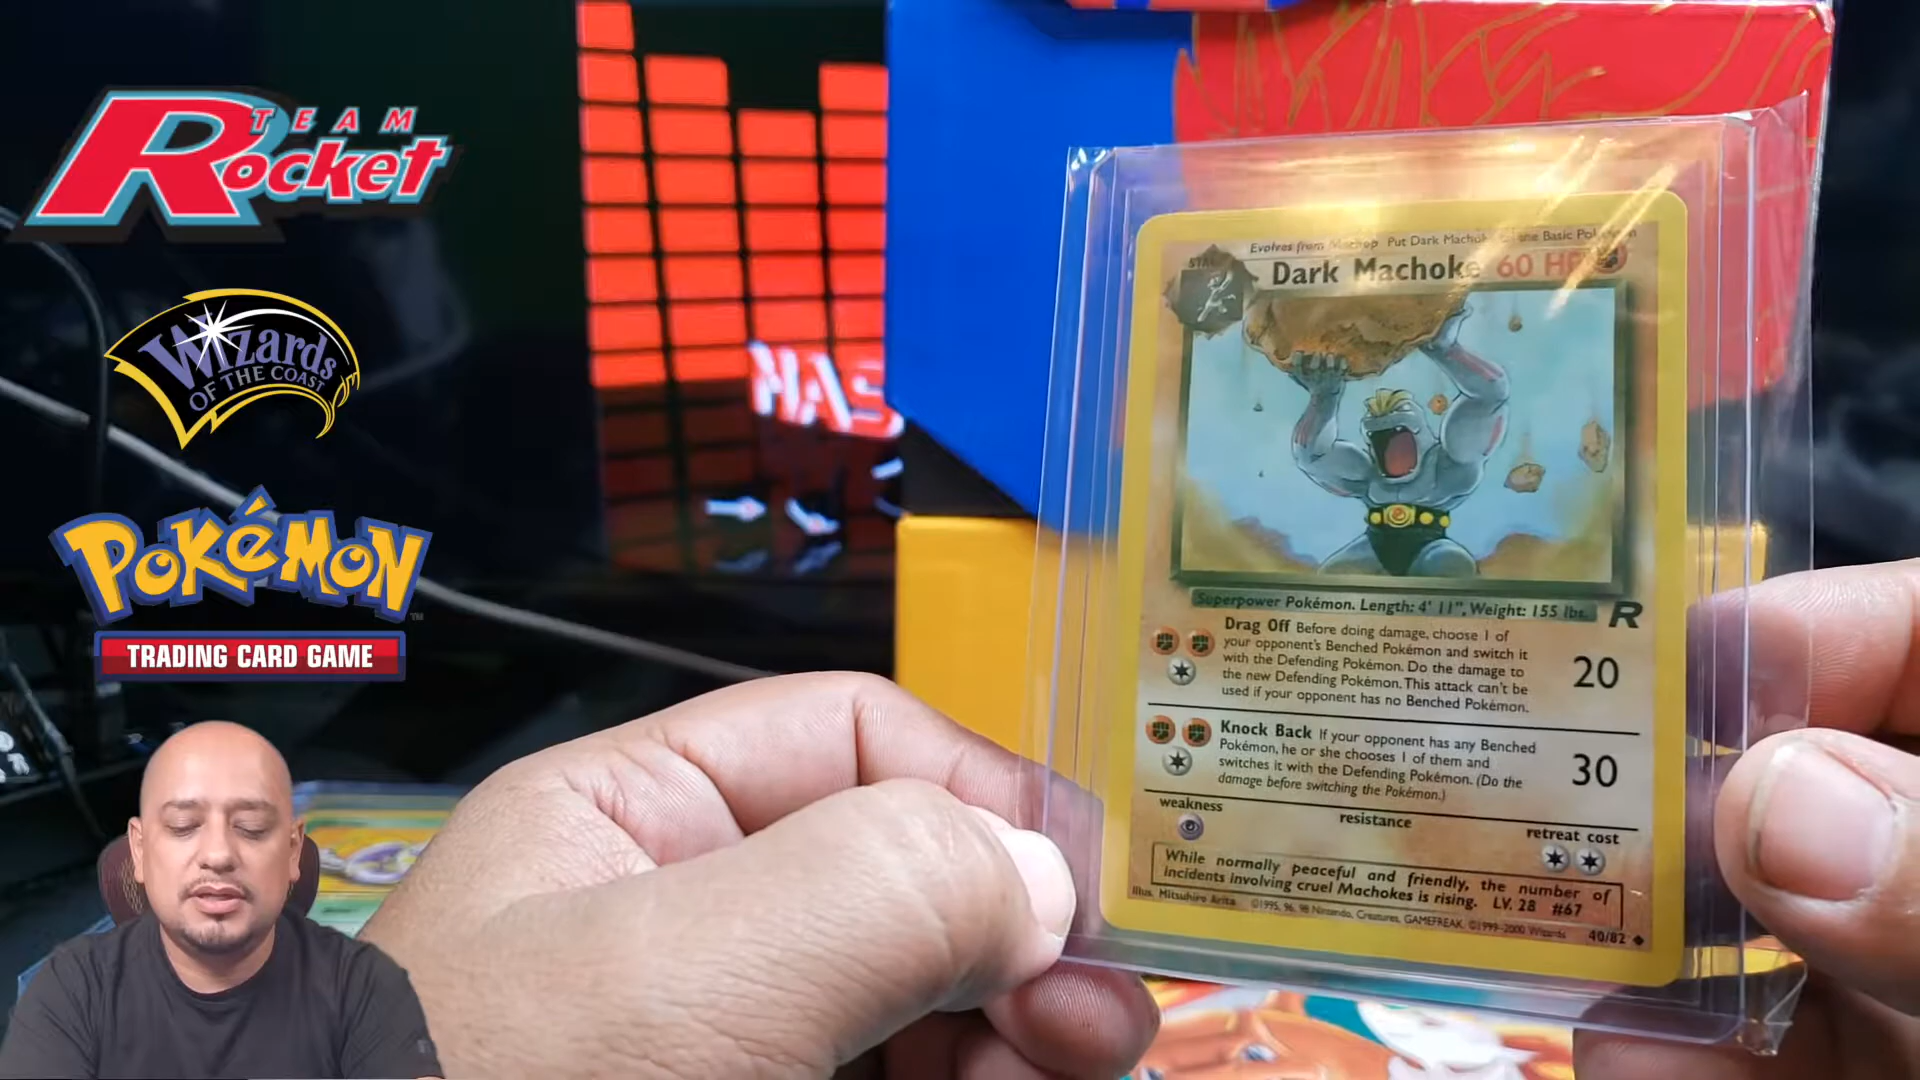 TEAM
Rocket
Wizards
OF THE COAST
POKéMON
TM
TRADING CARD GAME
HAS
Evolves from Machop Put Dark Machoke on the Basic Pokémon
Dark Machoke 60 HP
Superpower Pokémon. Length: 4' 11", Weight: 155 lbs.
R
Drag Off Before doing damage, choose 1 of
your opponent's Benched Pokémon and switch it
with the Defending Pokémon. Do the damage to
the new Defending Pokémon. This attack can't be
used if your opponent has no Benched Pokémon.
20
Knock Back If your opponent has any Benched
Pokémon, he or she chooses 1 of them and
switches it with the Defending Pokémon. (Do the
damage before switching the Pokémon.)
30
weakness
resistance
retreat cost
While normally peaceful and friendly, the number of
incidents involving cruel Machokes is rising. LV. 28 #67
Illus. Mitsuhiro Arita ©1995, 96, 98 Nintendo, Creatures, GAMEFREAK. ©1999-2000 Wizards 40/82